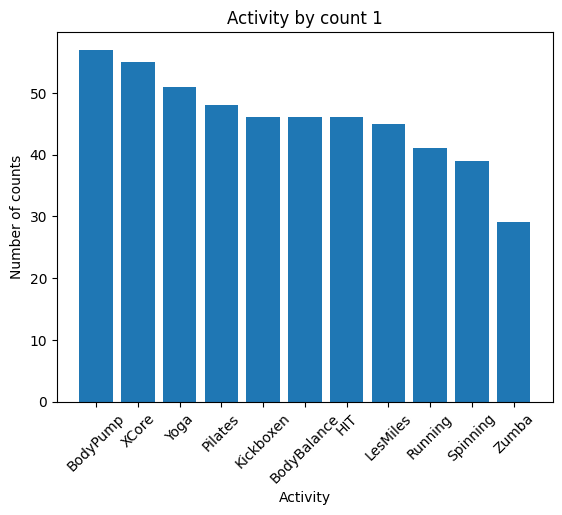 Activity by count 1
Number of counts
50
40
30
20
10
0
BodyPump
XCore
Yoga
Pilates
Kickboxen
BodyBalance
HIT
LesMiles
Running
Spinning
Zumba
Activity